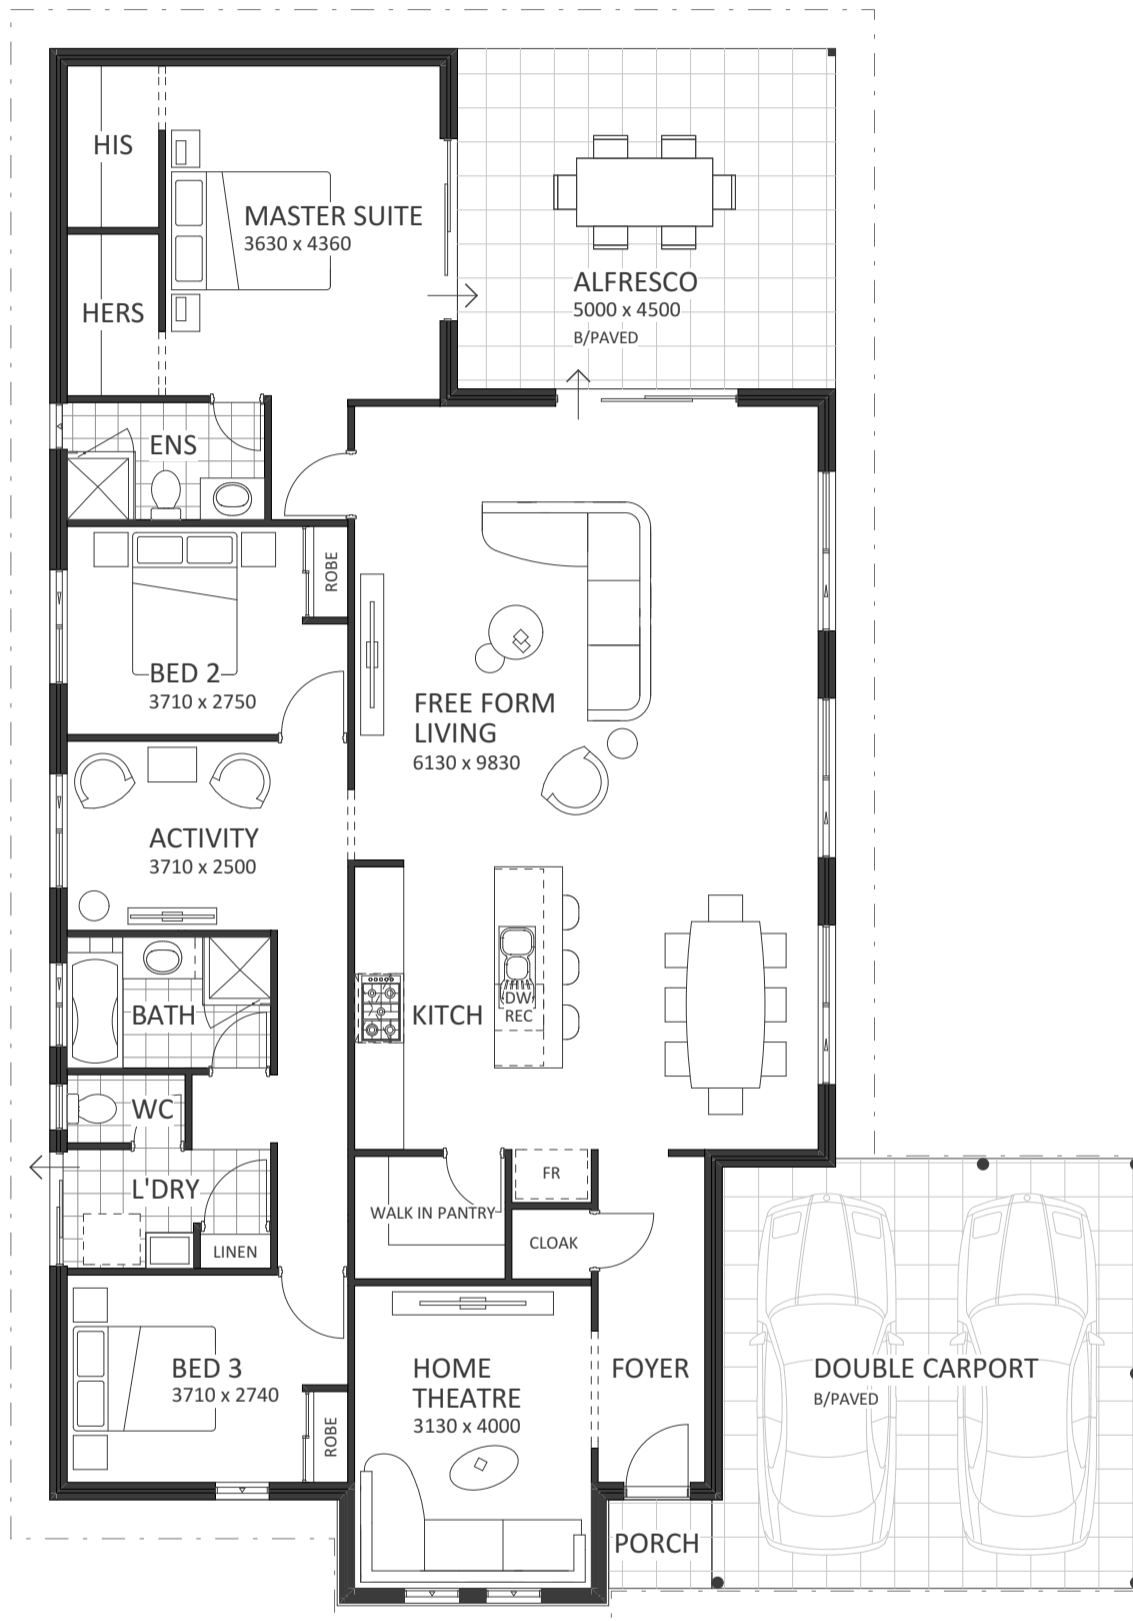 HIS
MASTER SUITE
3630 x 4360
HERS
ALFRESCO
5000 x 4500
B/PAVED
ENS
ROBE
BED 2
3710 x 2750
FREE FORM
LIVING
6130 x 9830
ACTIVITY
3710 x 2500
BATH
KITCH
DW
REC
WC
L'DRY
FR
WALK IN PANTRY
LINEN
CLOAK
BED 3
3710 x 2740
ROBE
HOME
THEATRE
3130 x 4000
FOYER
DOUBLE CARPORT
B/PAVED
PORCH